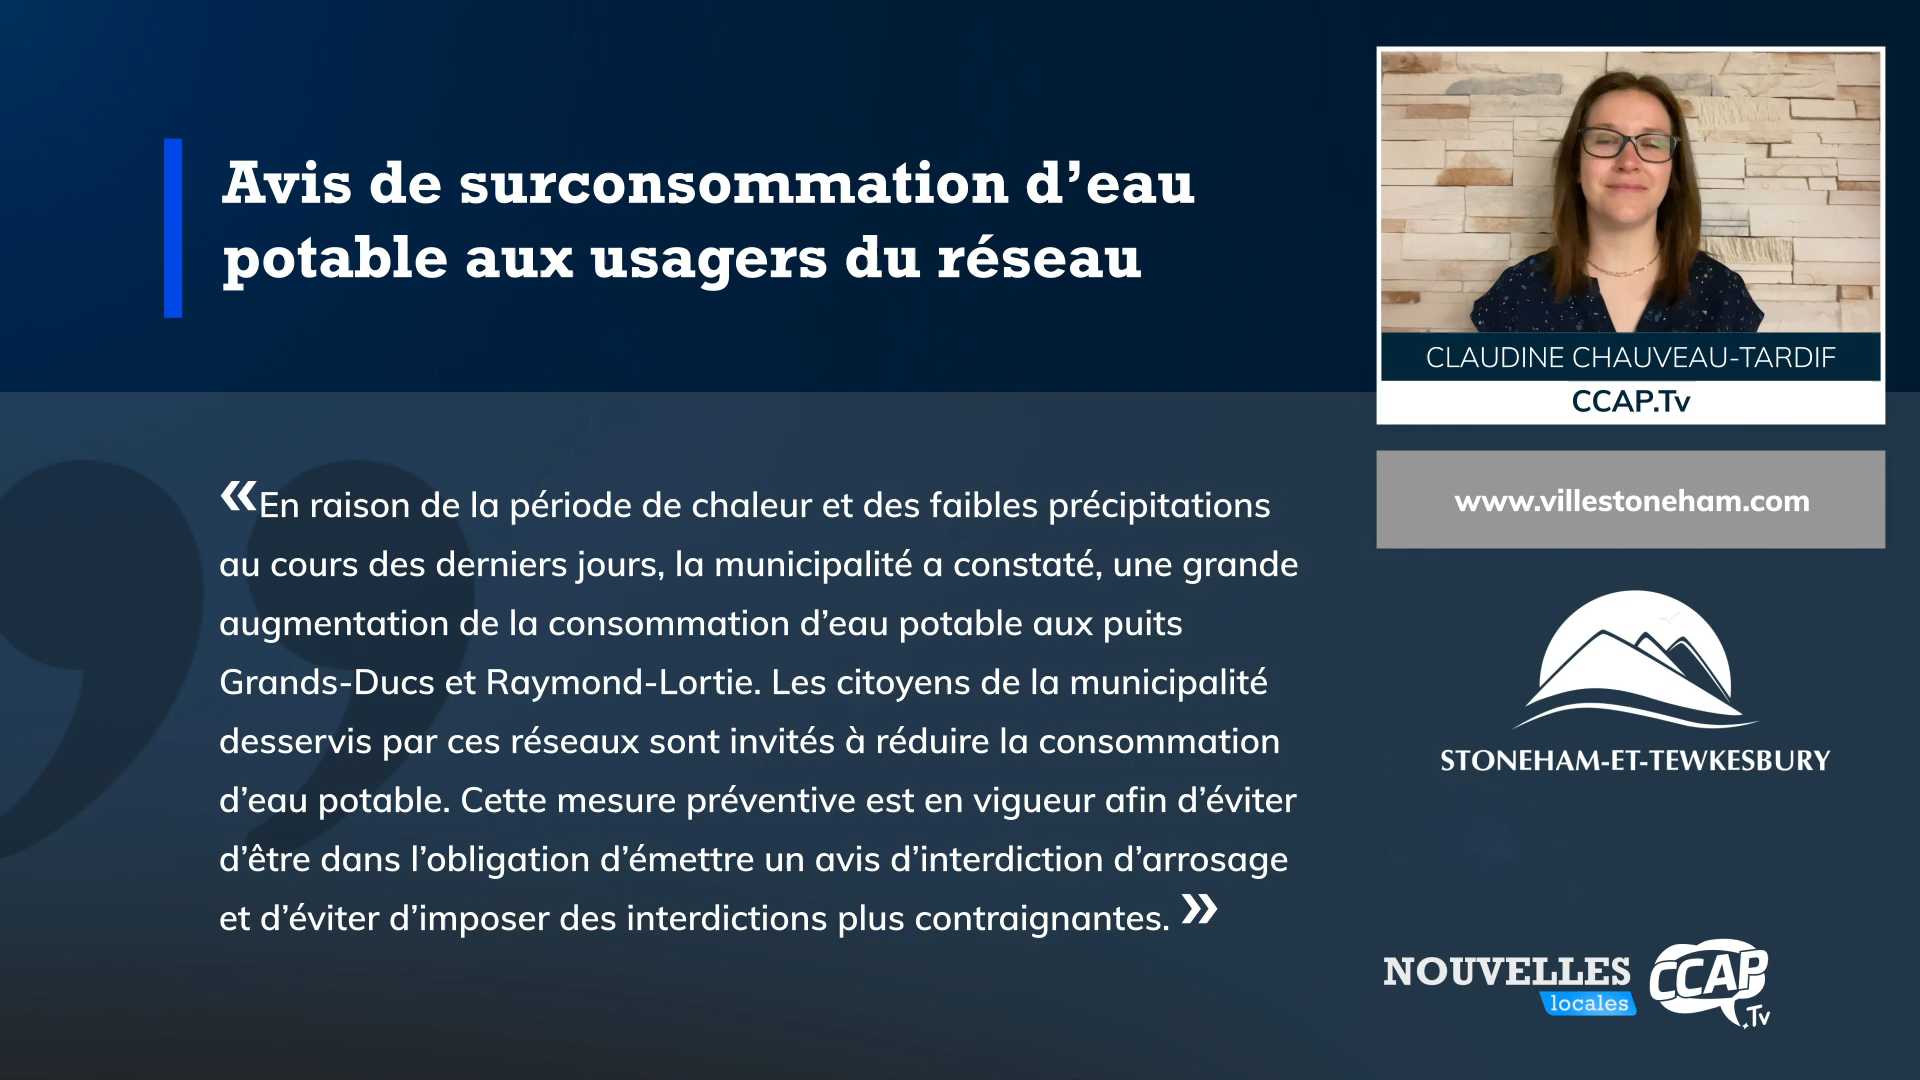 Avis de surconsommation d’eau
potable aux usagers du réseau
«En raison de la période de chaleur et des faibles précipitations
au cours des derniers jours, la municipalité a constaté, une grande
augmentation de la consommation d’eau potable aux puits
Grands-Ducs et Raymond-Lortie. Les citoyens de la municipalité
desservis par ces réseaux sont invités à réduire la consommation
d’eau potable. Cette mesure préventive est en vigueur afin d’éviter
d’être dans l’obligation d’émettre un avis d’interdiction d’arrosage
et d’éviter d’imposer des interdictions plus contraignantes. »
CLAUDINE CHAUVEAU-TARDIF
CCAP.Tv
www.villestoneham.com
STONEHAM-ET-TEWKESBURY
NOUVELLES
locales
CCAP
.Tv